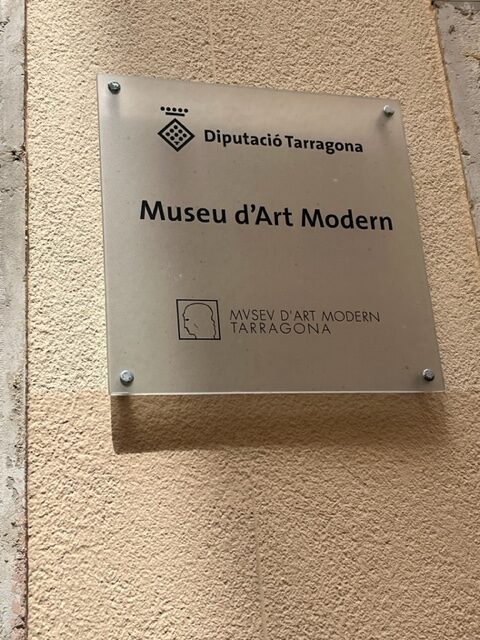 Diputació Tarragona
Museu d'Art Modern
MVSEV D'ART MODERN
TARRAGONA